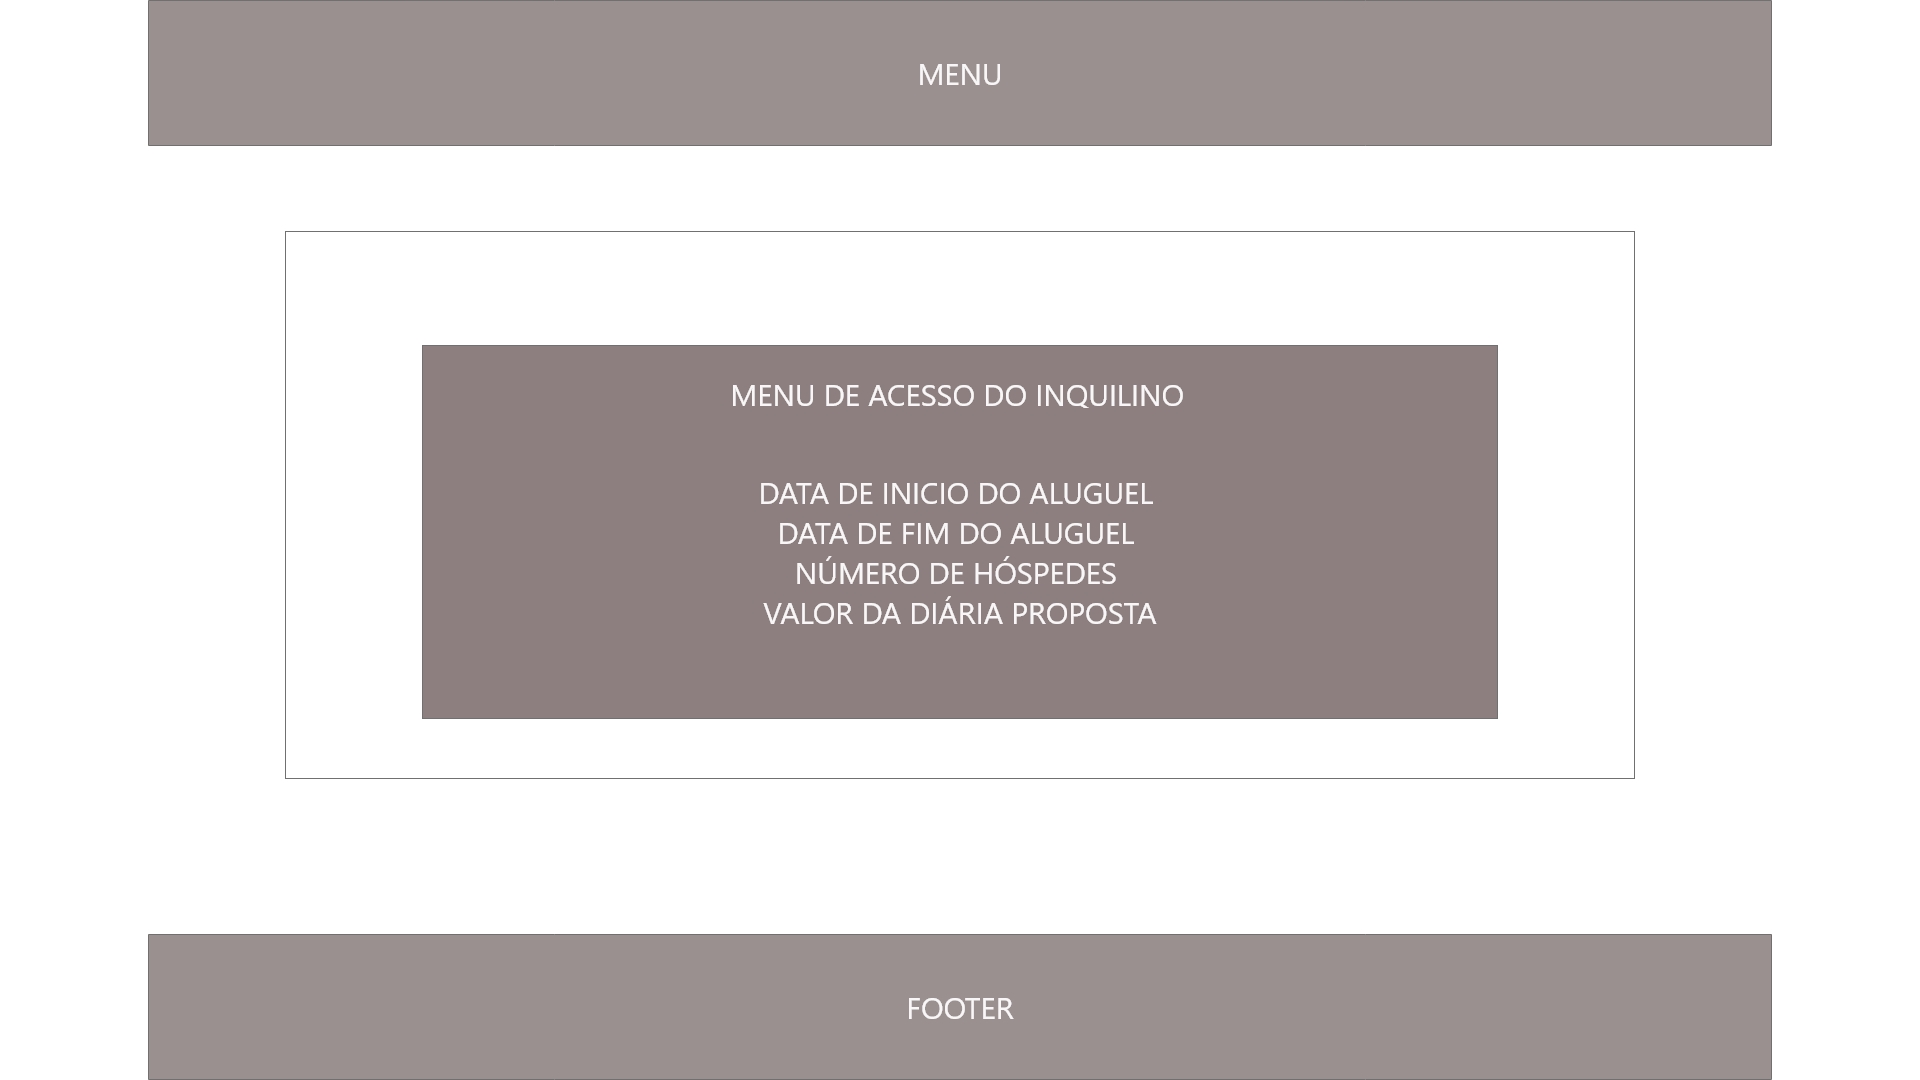 MENU
MENU DE ACESSO DO INQUILINO
DATA DE INICIO DO ALUGUEL
DATA DE FIM DO ALUGUEL
NÚMERO DE HÓSPEDES
VALOR DA DIÁRIA PROPOSTA
FOOTER